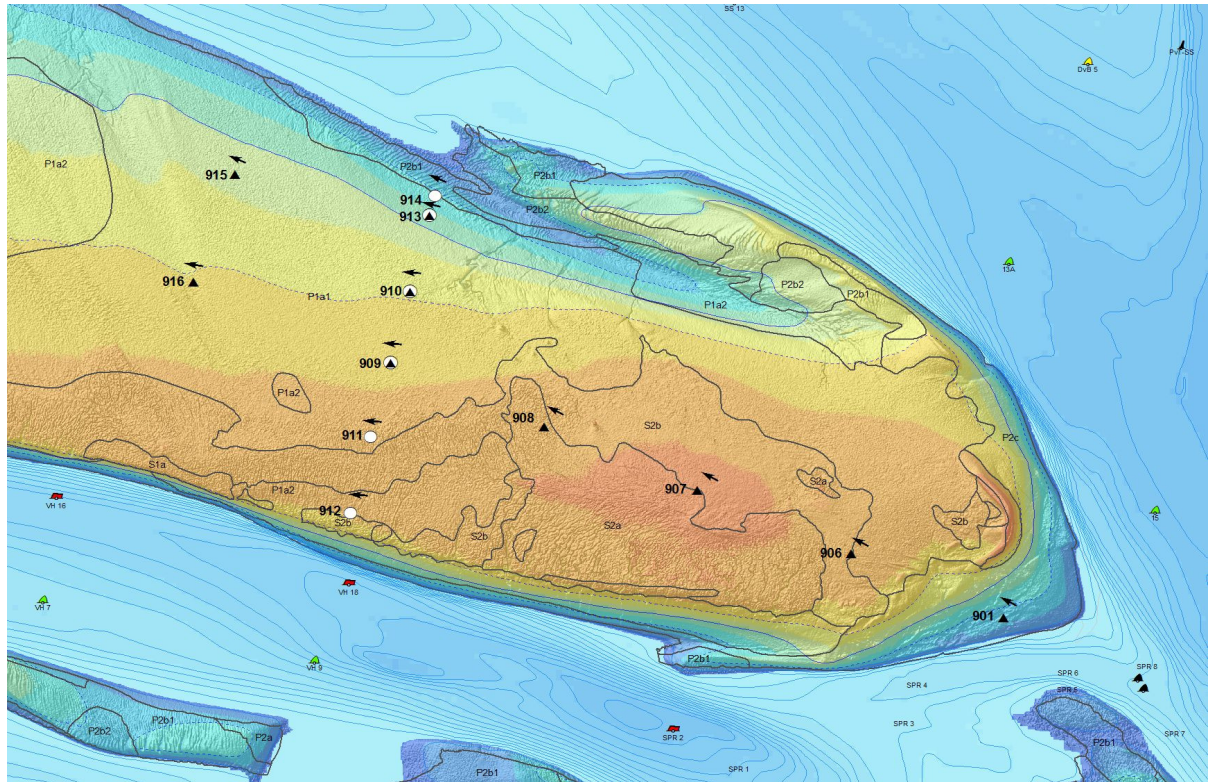 SS 13
PvT-SS
DvB 5
P1a2
P2b1
P2b1
915
914
P2b2
913
13A
916
P1a1
910
P2b2
P2b1
P1a2
909
P1a2
908
S2b
P2c
911
S1a
P1a2
907
S2a
VH 16
912
S2b
S2b
S2a
S2b
15
906
VH 18
VH 7
901
P2b1
VH 9
SPR 6
SPR 8
SPR 4
SPR 5
P2b1
P2b2
P2a
SPR 3
SPR 2
SPR 7
P2b1
P2b1
SPR 1